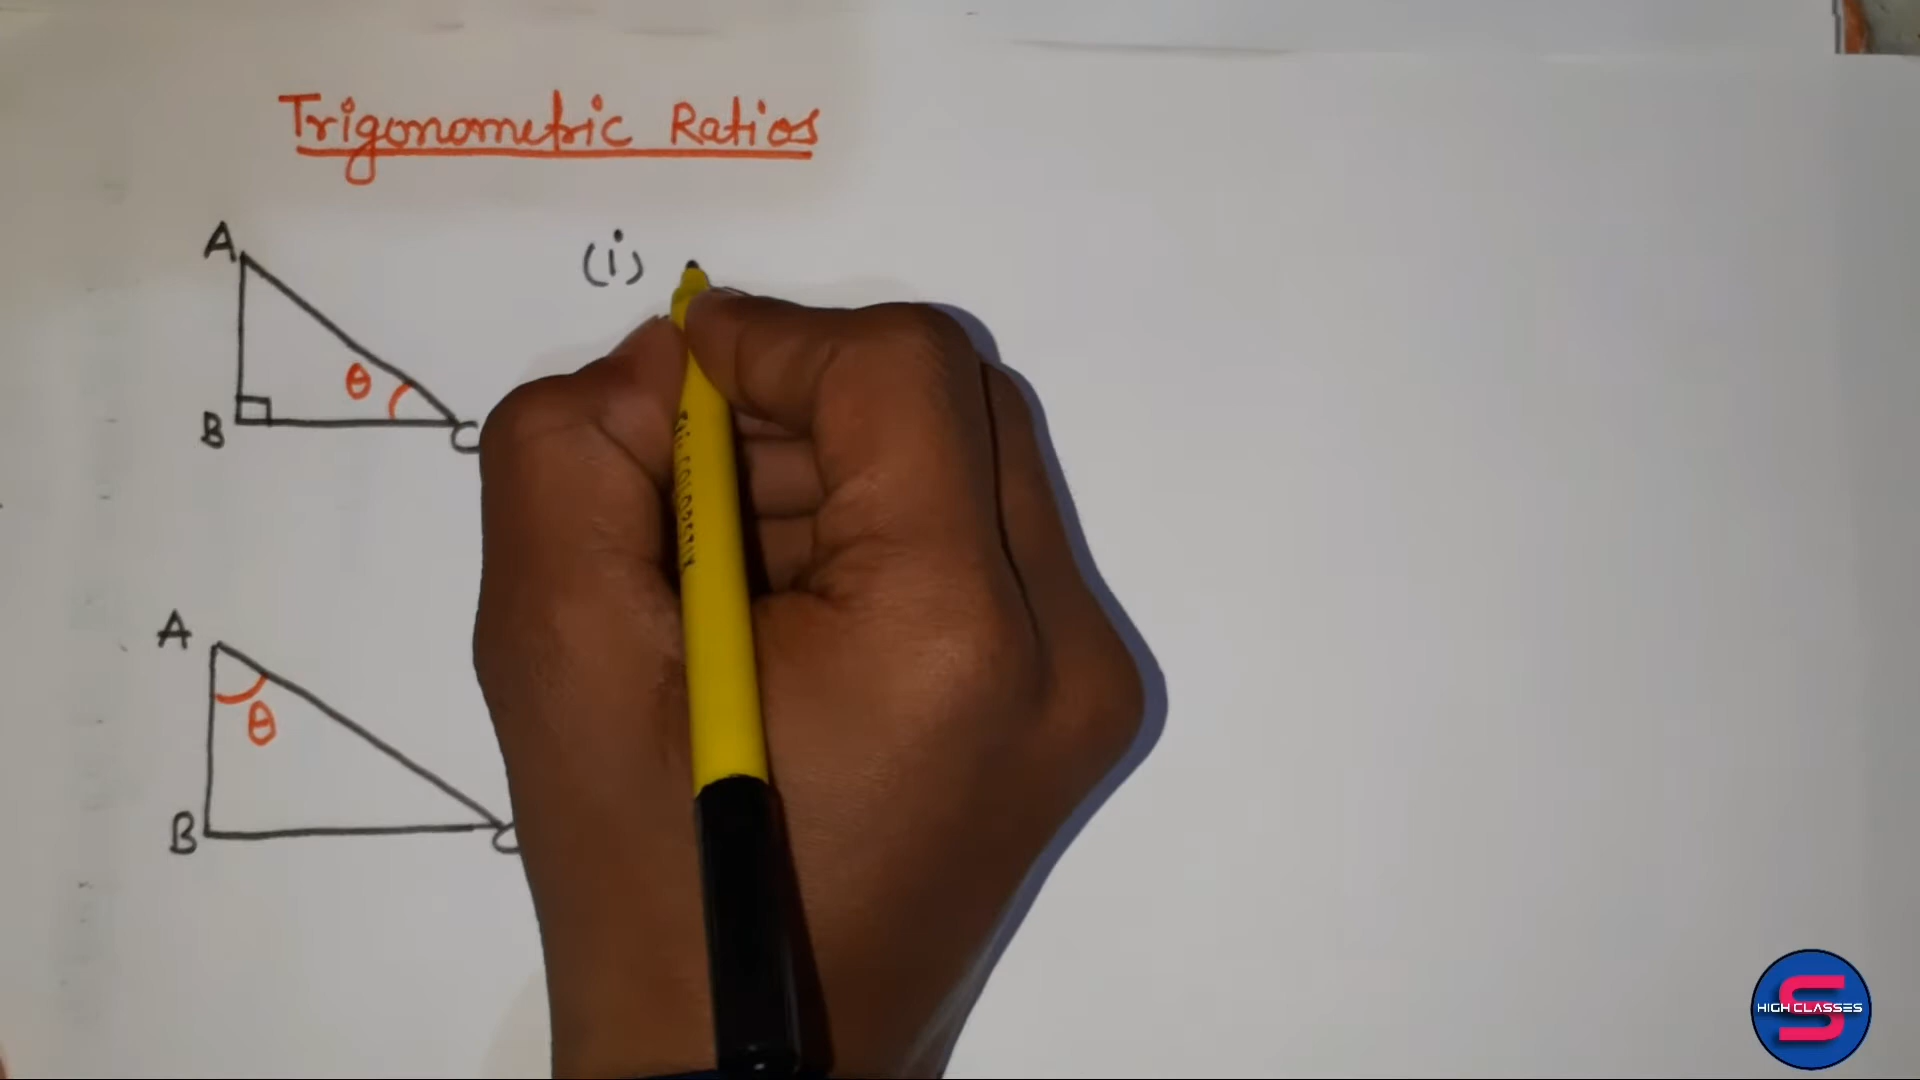 Trigonometric Ratios
A
(i)
θ
B
C
A
θ
B
C
S
HIGH CLASSES